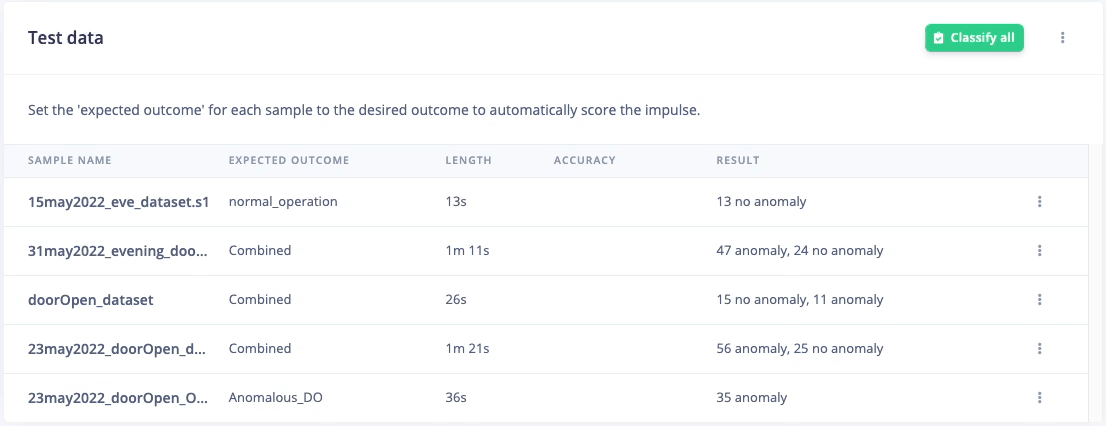 Test data
Classify all
Set the 'expected outcome' for each sample to the desired outcome to automatically score the impulse.
SAMPLE NAME EXPECTED OUTCOME LENGTH ACCURACY RESULT
15may2022_eve_dataset.s1 normal_operation 13s 13 no anomaly
31may2022_evening_doo... Combined 1m 11s 47 anomaly, 24 no anomaly
doorOpen_dataset Combined 26s 15 no anomaly, 11 anomaly
23may2022_doorOpen_d... Combined 1m 21s 56 anomaly, 25 no anomaly
23may2022_doorOpen_O... Anomalous_DO 36s 35 anomaly